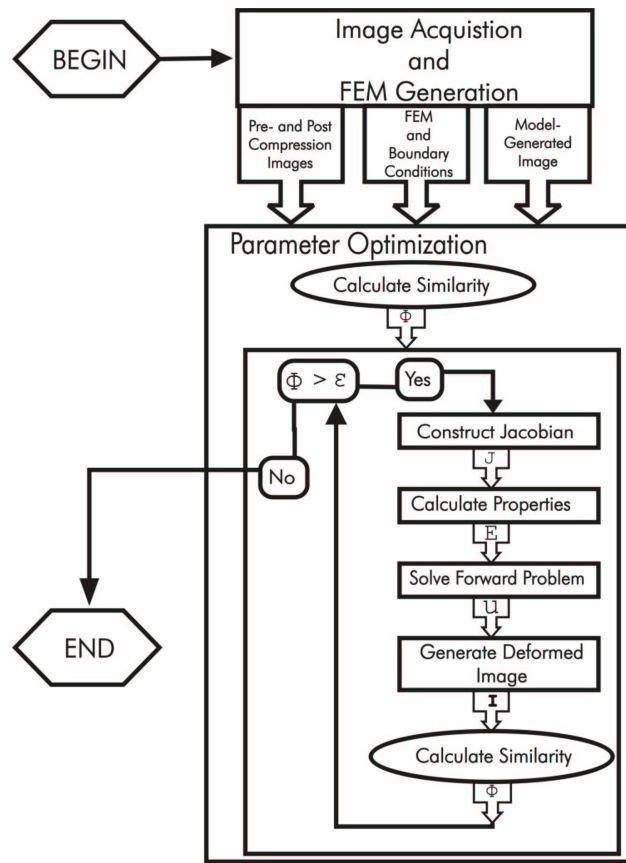 BEGIN
Image Acquistion
and
FEM Generation
Pre- and Post
Compression
Images
FEM
and
Boundary
Conditions
Model-
Generated
Image
Parameter Optimization
Calculate Similarity
Φ
Φ > ε
Yes
No
Construct Jacobian
J
Calculate Properties
E
Solve Forward Problem
u
Generate Deformed
Image
I
Calculate Similarity
Φ
END